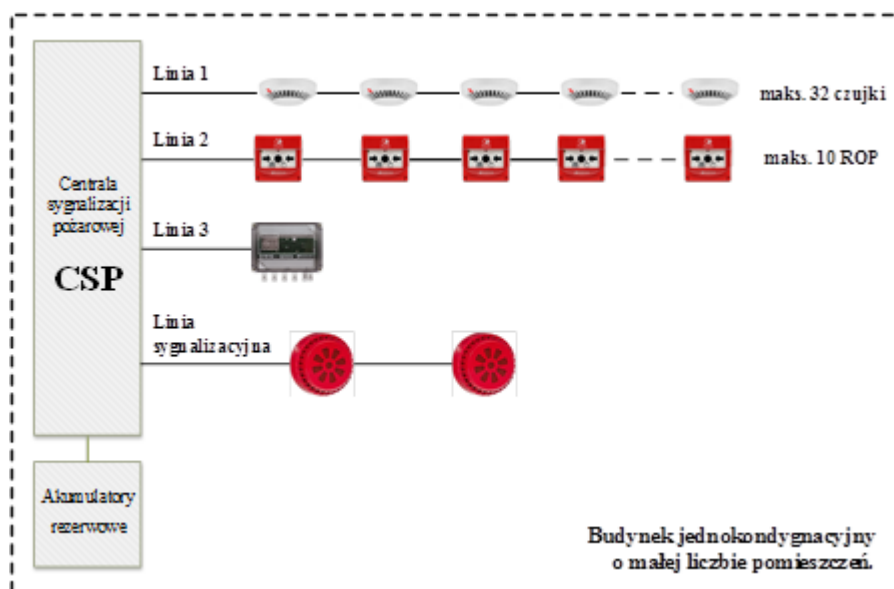 Linia 1
maks. 32 czujki
Linia 2
maks. 10 ROP
Centrala
sygnalizacji
pożarowej
CSP
Linia 3
Linia
sygnalizacyjna
Akumulatory
rezerwowe
Budynek jednokondygnacyjny
o małej liczbie pomieszczeń.